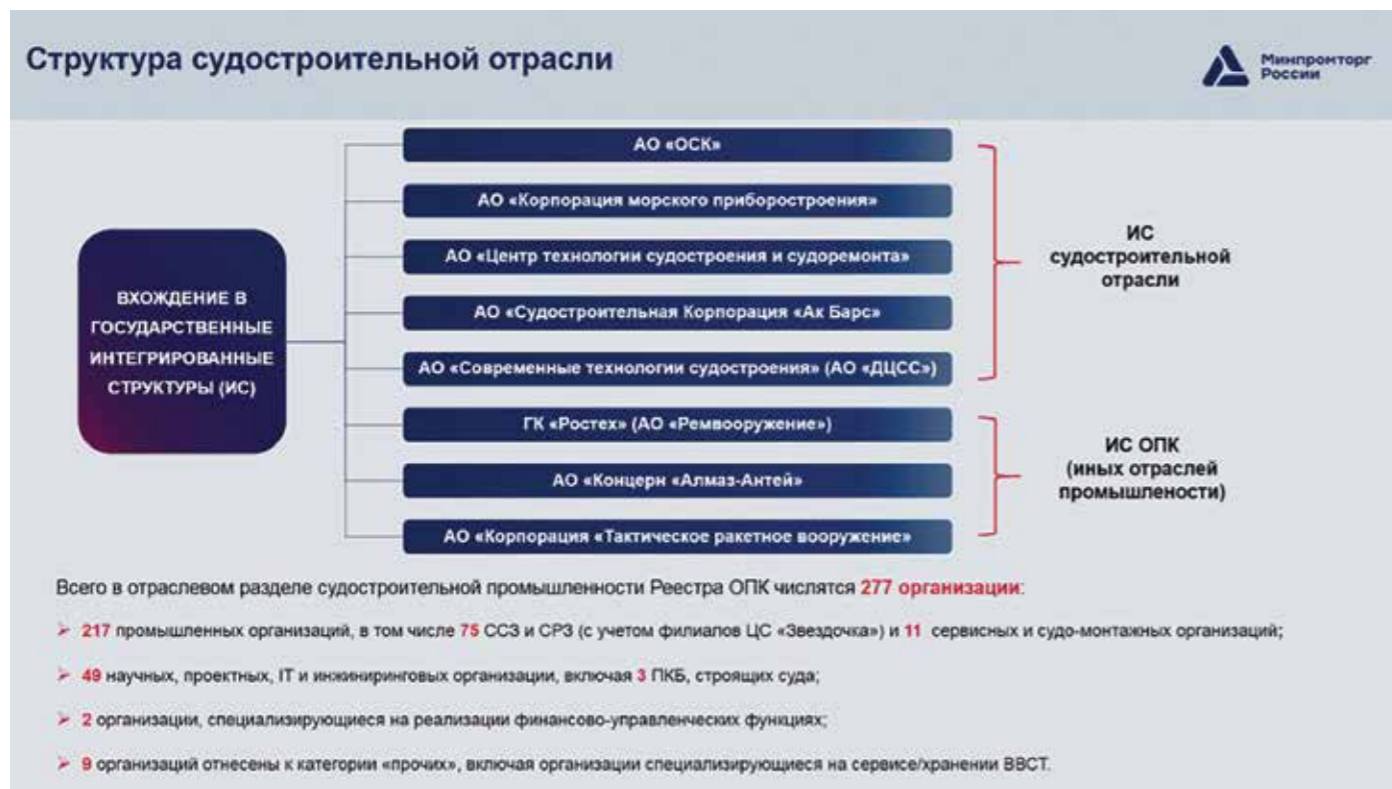 Структура судостроительной отрасли
Минпромторг
России
АО «ОСК»
АО «Корпорация морского приборостроения»
АО «Центр технологии судостроения и судоремонта»
АО «Судостроительная Корпорация «Ак Барс»
АО «Современные технологии судостроения» (АО «ДЦСС»)
ГК «Ростех» (АО «Ремвооружение»)
АО «Концерн «Алмаз-Антей»
АО «Корпорация «Тактическое ракетное вооружение»
ВХОЖДЕНИЕ В
ГОСУДАРСТВЕННЫЕ
ИНТЕГРИРОВАННЫЕ
СТРУКТУРЫ (ИС)
ИС
судостроительной
отрасли
ИС ОПК
(иных отраслей
промышлености)
Всего в отраслевом разделе судостроительной промышленности Реестра ОПК числятся 277 организации:
217 промышленных организаций, в том числе 75 ССЗ и СРЗ (с учетом филиалов ЦС «Звездочка») и 11 сервисных и судо-монтажных организаций;
49 научных, проектных, IT и инжиниринговых организации, включая 3 ПКБ, строящих суда;
2 организации, специализирующиеся на реализации финансово-управленческих функциях;
9 организаций отнесены к категории «прочих», включая организации специализирующиеся на сервисе/хранении ВВСТ.